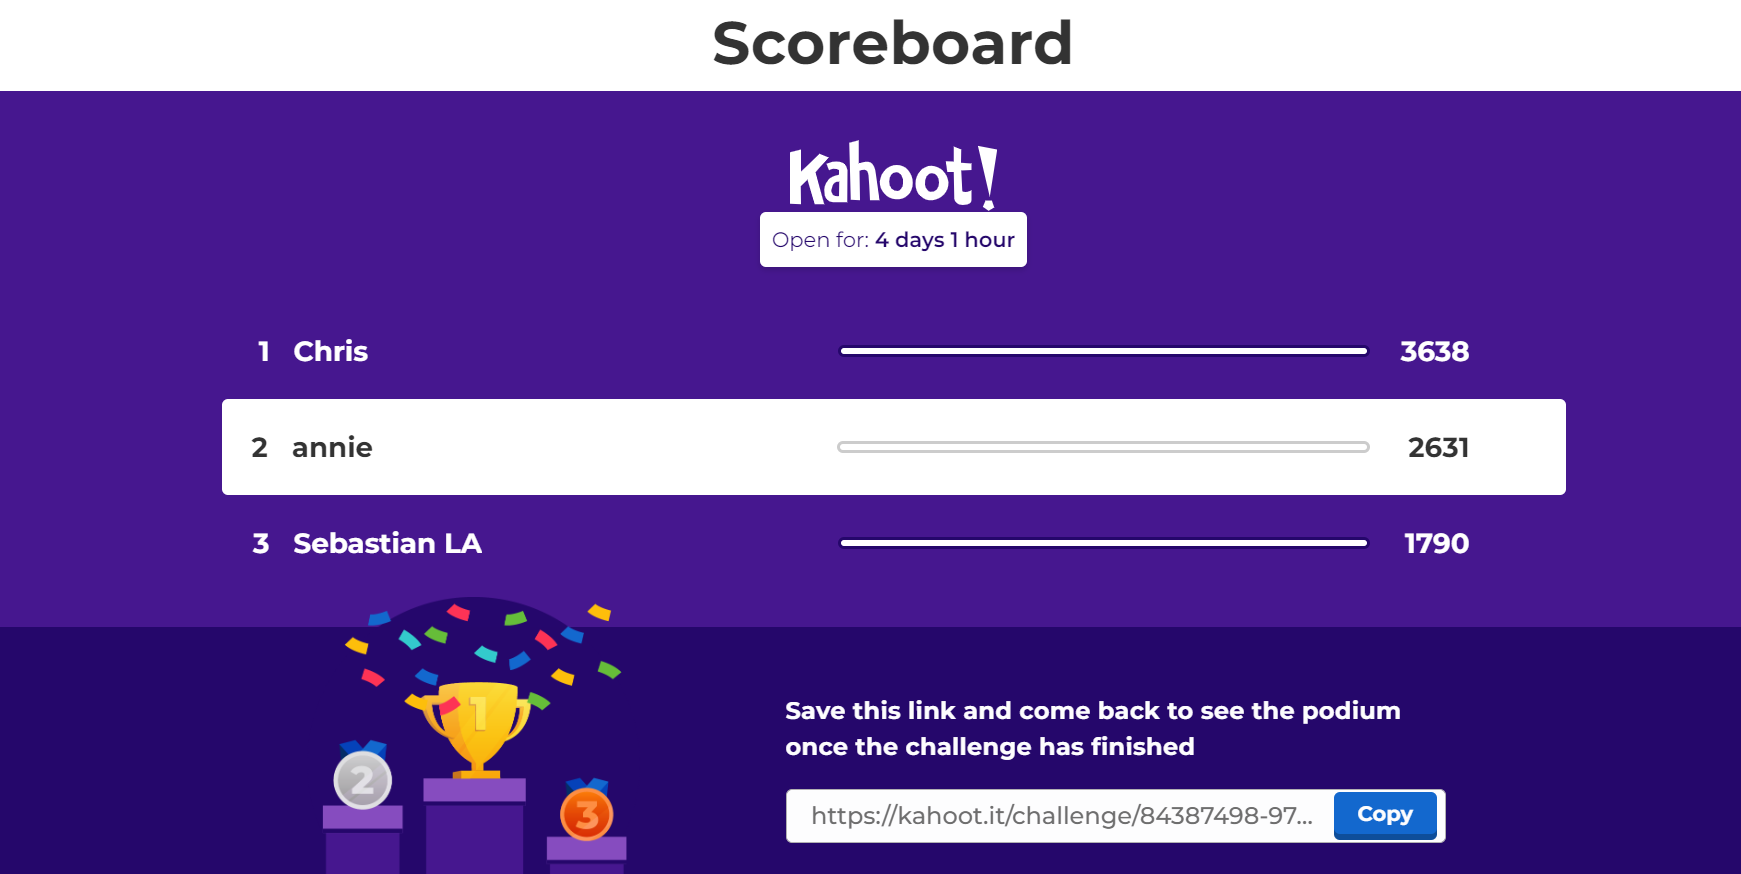 Scoreboard
Kahoot!
Open for: 4 days 1 hour
1 Chris 3638
2 annie 2631
3 Sebastian LA 1790
1
2
3
Save this link and come back to see the podium
once the challenge has finished
https://kahoot.it/challenge/84387498-97... Copy